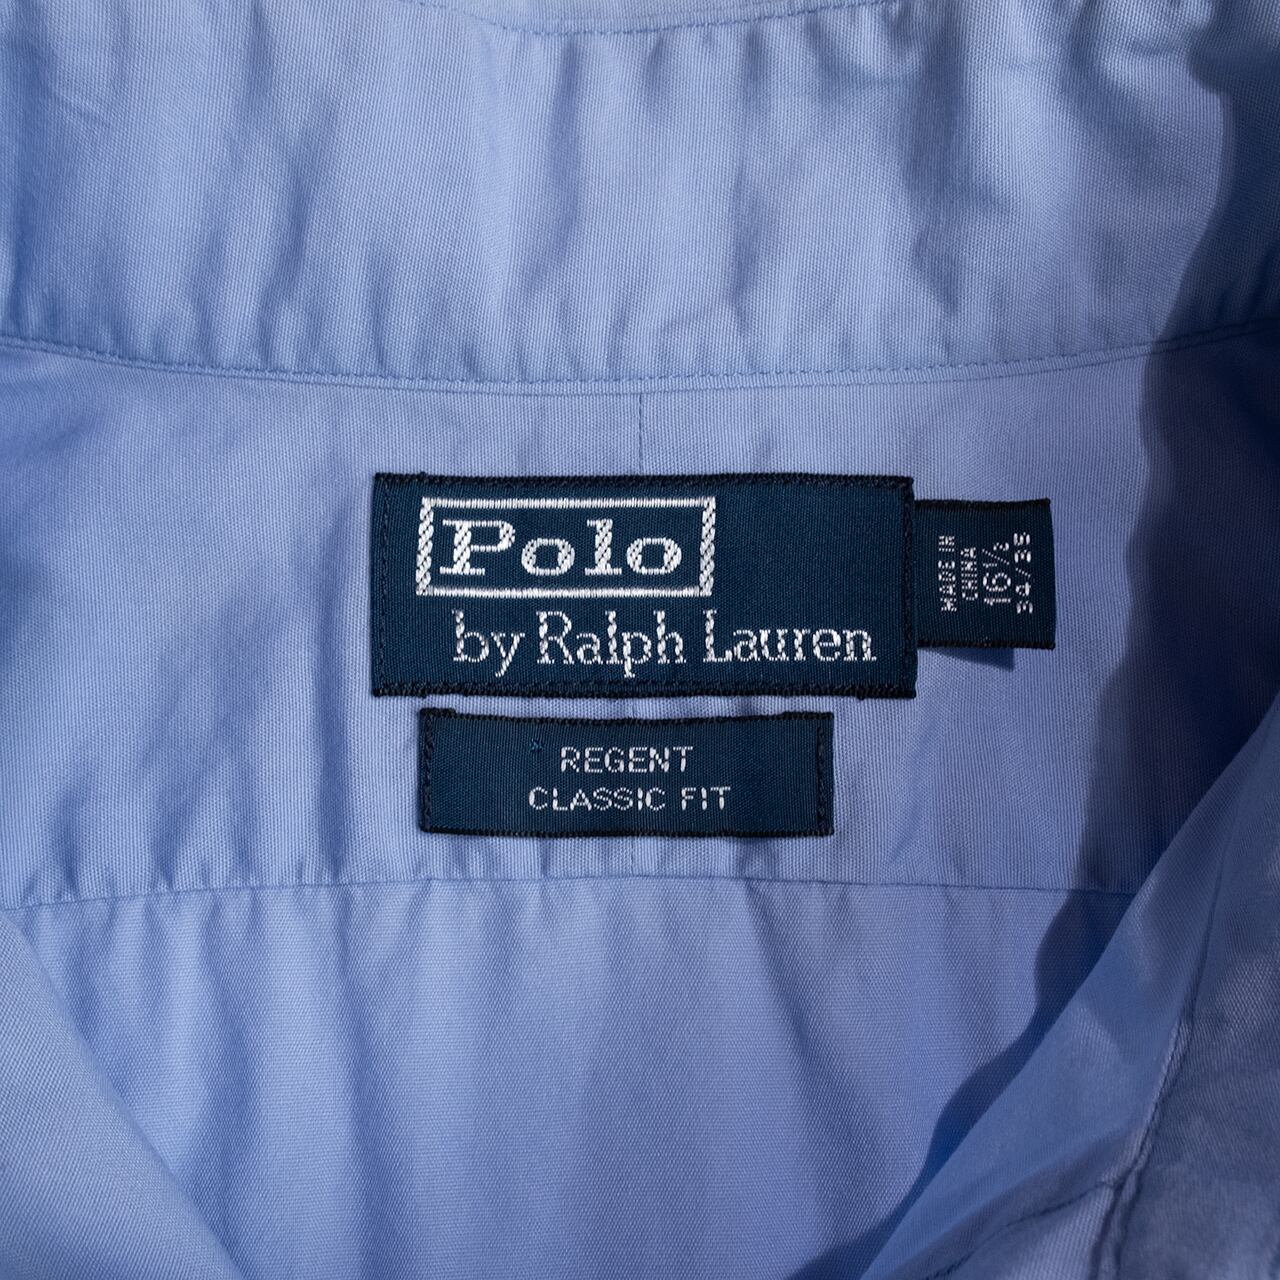 Polo
by Ralph Lauren
MADE IN
CHINA
16½
34/35
REGENT
CLASSIC FIT